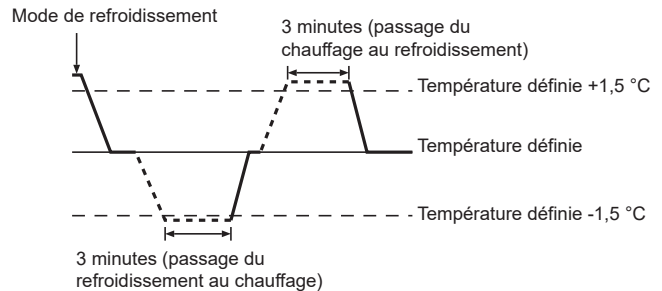 Mode de refroidissement
3 minutes (passage du
chauffage au refroidissement)
Température définie +1,5 °C
Température définie
Température définie -1,5 °C
3 minutes (passage du
refroidissement au chauffage)